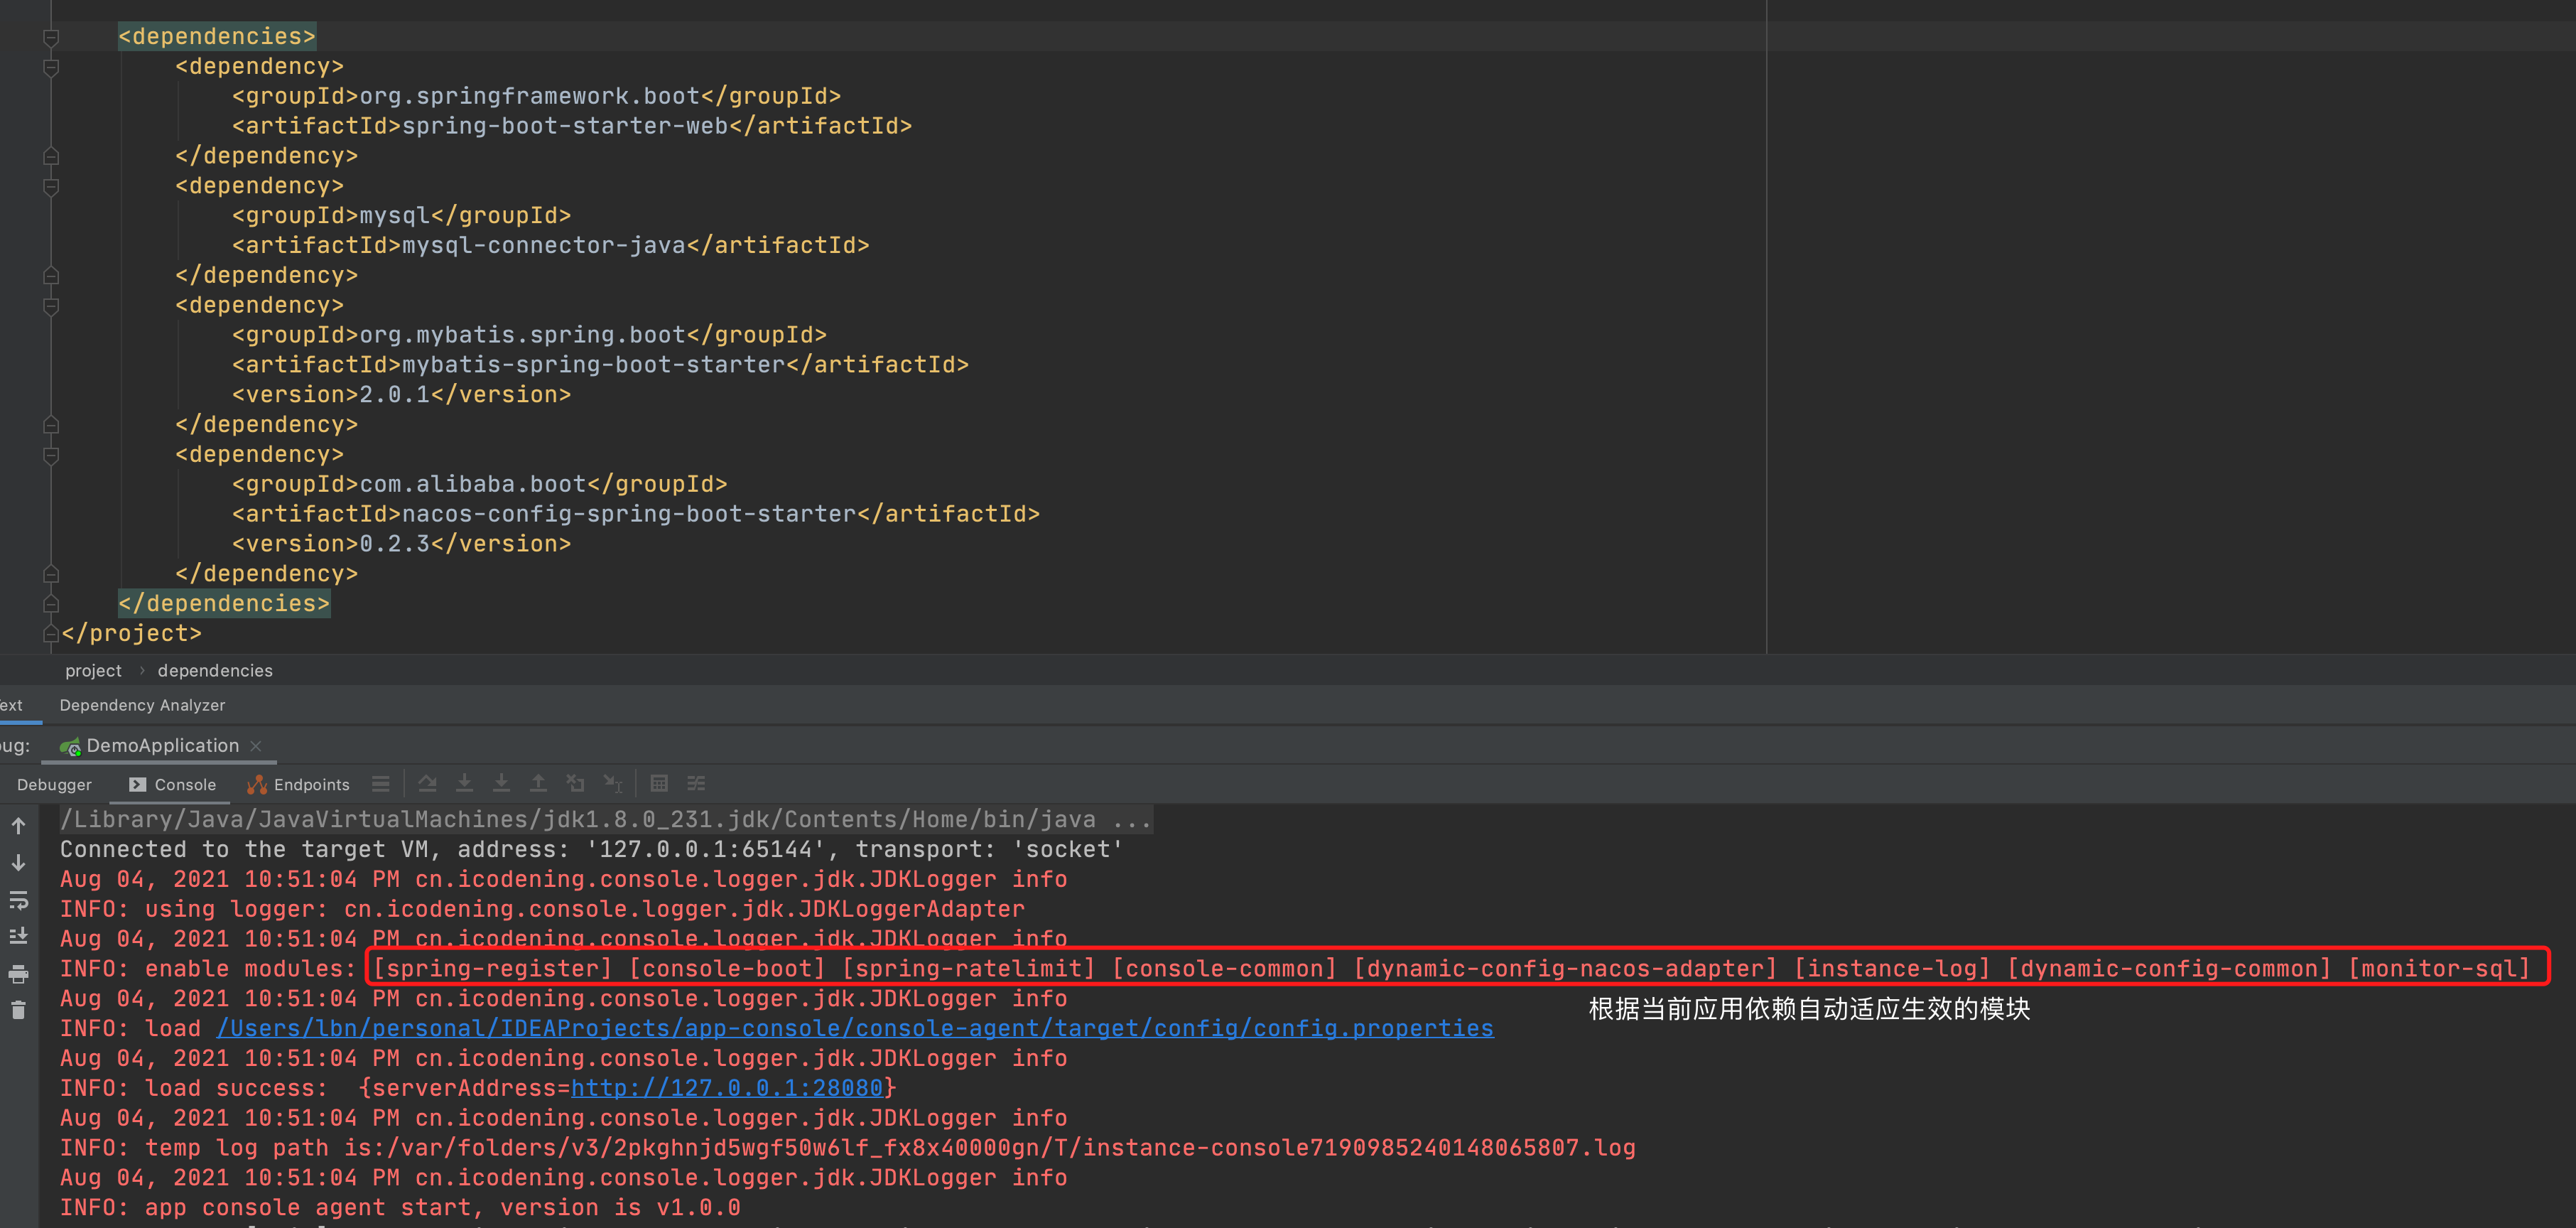 <dependencies>
<dependency>
<groupId>org.springframework.boot</groupId>
<artifactId>spring-boot-starter-web</artifactId>
</dependency>
<dependency>
<groupId>mysql</groupId>
<artifactId>mysql-connector-java</artifactId>
</dependency>
<dependency>
<groupId>org.mybatis.spring.boot</groupId>
<artifactId>mybatis-spring-boot-starter</artifactId>
<version>2.0.1</version>
</dependency>
<dependency>
<groupId>com.alibaba.boot</groupId>
<artifactId>nacos-config-spring-boot-starter</artifactId>
<version>0.2.3</version>
</dependency>
</dependencies>
</project>
project › dependencies
ext Dependency Analyzer
ug: DemoApplication
Debugger Console Endpoints
/Library/Java/JavaVirtualMachines/jdk1.8.0_231.jdk/Contents/Home/bin/java ...
Connected to the target VM, address: '127.0.0.1:65144', transport: 'socket'
Aug 04, 2021 10:51:04 PM cn.icodening.console.logger.jdk.JDKLogger info
INFO: using logger: cn.icodening.console.logger.jdk.JDKLoggerAdapter
Aug 04, 2021 10:51:04 PM cn.icodening.console.logger.jdk.JDKLogger info
INFO: enable modules: [spring-register] [console-boot] [spring-ratelimit] [console-common] [dynamic-config-nacos-adapter] [instance-log] [dynamic-config-common] [monitor-sql]
Aug 04, 2021 10:51:04 PM cn.icodening.console.logger.jdk.JDKLogger info
根据当前应用依赖自动适应生效的模块
INFO: load /Users/lbn/personal/IDEAProjects/app-console/console-agent/target/config/config.properties
Aug 04, 2021 10:51:04 PM cn.icodening.console.logger.jdk.JDKLogger info
INFO: load success:  {serverAddress=http://127.0.0.1:28080}
Aug 04, 2021 10:51:04 PM cn.icodening.console.logger.jdk.JDKLogger info
INFO: temp log path is:/var/folders/v3/2pkghnjd5wgf50w6lf_fx8x40000gn/T/instance-console7190985240148065807.log
Aug 04, 2021 10:51:04 PM cn.icodening.console.logger.jdk.JDKLogger info
INFO: app console agent start, version is v1.0.0